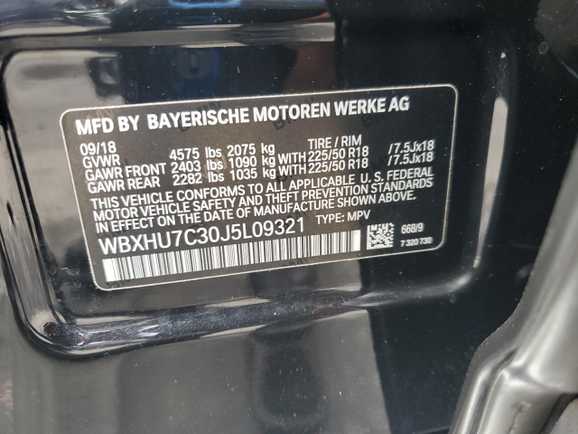 MFD BY BAYERISCHE MOTOREN WERKE AG
09/18 TIRE / RIM
GVWR 4575 lbs 2075 kg
GAWR FRONT 2403 lbs 1090 kg WITH 225/50 R18 /7.5Jx18
GAWR REAR 2282 lbs 1035 kg WITH 225/50 R18 /7.5Jx18
THIS VEHICLE CONFORMS TO ALL APPLICABLE U. S. FEDERAL
MOTOR VEHICLE SAFETY AND THEFT PREVENTION STANDARDS
IN EFFECT ON THE DATE OF MANUFACTURE SHOWN ABOVE.
WBXHU7C30J5L09321 TYPE: MPV
668/9
7 320 730